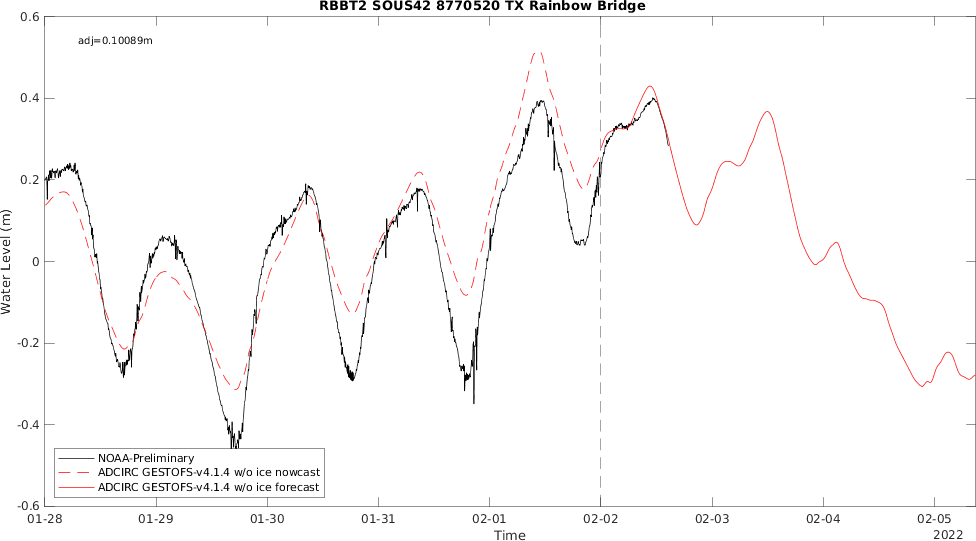 RBBT2 SOUS42 8770520 TX Rainbow Bridge
adj=0.10089m
Water Level (m)
0.6
0.4
0.2
0
-0.2
-0.4
-0.6
NOAA-Preliminary
ADCIRC GESTOFS-v4.1.4 w/o ice nowcast
ADCIRC GESTOFS-v4.1.4 w/o ice forecast
01-28 01-29 01-30 01-31 02-01 02-02 02-03 02-04 02-05
Time
2022